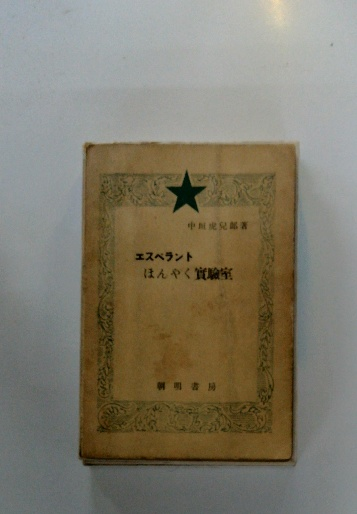 中垣虎兒郎著
エスペラント
ほんやく實驗室
朝明書房